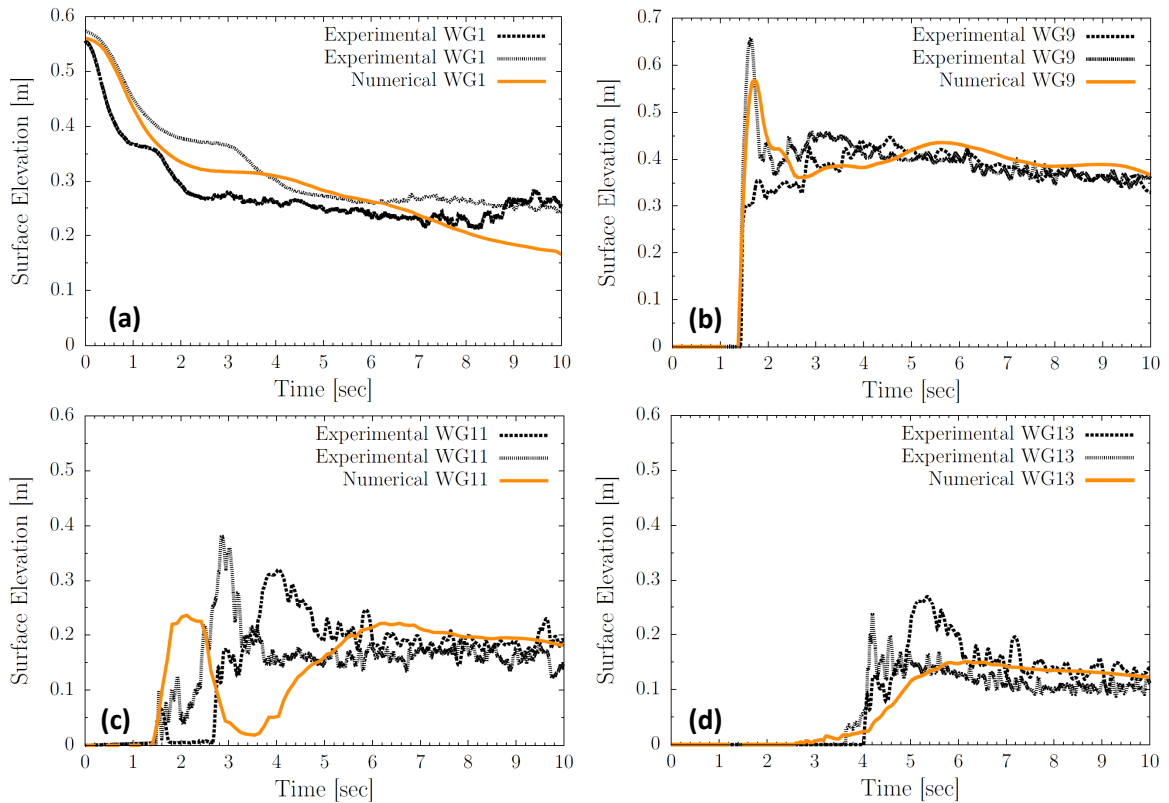 0.6
0.5
0.4
0.3
0.2
0.1
0
Surface Elevation [m]
Experimental WG1
Experimental WG1
Numerical WG1
(a)
0 1 2 3 4 5 6 7 8 9 10
Time [sec]
0.7
0.6
0.5
0.4
0.3
0.2
0.1
0
Surface Elevation [m]
Experimental WG9
Experimental WG9
Numerical WG9
(b)
0 1 2 3 4 5 6 7 8 9 10
Time [sec]
0.6
0.5
0.4
0.3
0.2
0.1
0
Surface Elevation [m]
Experimental WG11
Experimental WG11
Numerical WG11
(c)
0 1 2 3 4 5 6 7 8 9 10
Time [sec]
0.6
0.5
0.4
0.3
0.2
0.1
0
Surface Elevation [m]
Experimental WG13
Experimental WG13
Numerical WG13
(d)
0 1 2 3 4 5 6 7 8 9 10
Time [sec]